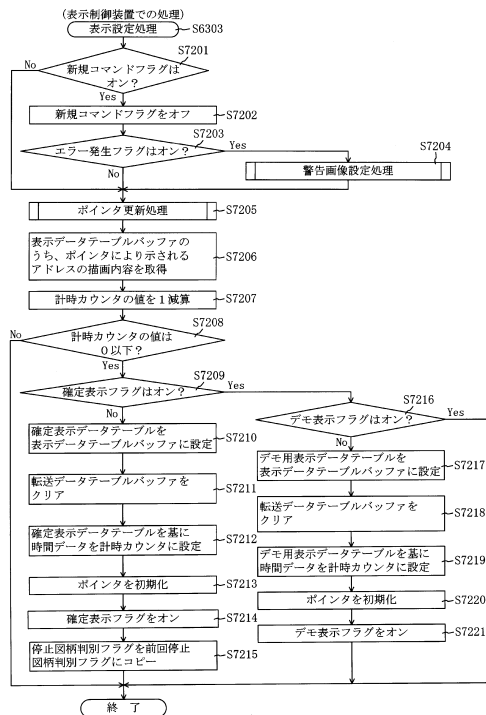 (表示制御装置での処理)
表示設定処理
S6303
S7201
新規コマンドフラグは
オン?
No
Yes
新規コマンドフラグをオフ
S7202
S7203
エラー発生フラグはオン?
Yes
No
S7204
警告画像設定処理
ポインタ更新処理
S7205
表示データテーブルバッファの
うち、ポインタにより示される
アドレスの描画内容を取得
S7206
計時カウンタの値を1減算
S7207
S7208
計時カウンタの値は
0以下?
No
Yes
S7209
確定表示フラグはオン?
Yes
No
確定表示データテーブルを
表示データテーブルバッファに設定
S7210
転送データテーブルバッファを
クリア
S7211
確定表示データテーブルを基に
時間データを計時カウンタに設定
S7212
ポインタを初期化
S7213
確定表示フラグをオン
S7214
停止図柄判別フラグを前回停止
図柄判別フラグにコピー
S7215
S7216
デモ表示フラグはオン?
Yes
No
デモ用表示データテーブルを
表示データテーブルバッファに設定
S7217
転送データテーブルバッファを
クリア
S7218
デモ用表示データテーブルを基に
時間データを計時カウンタに設定
S7219
ポインタを初期化
S7220
デモ表示フラグをオン
S7221
終 了